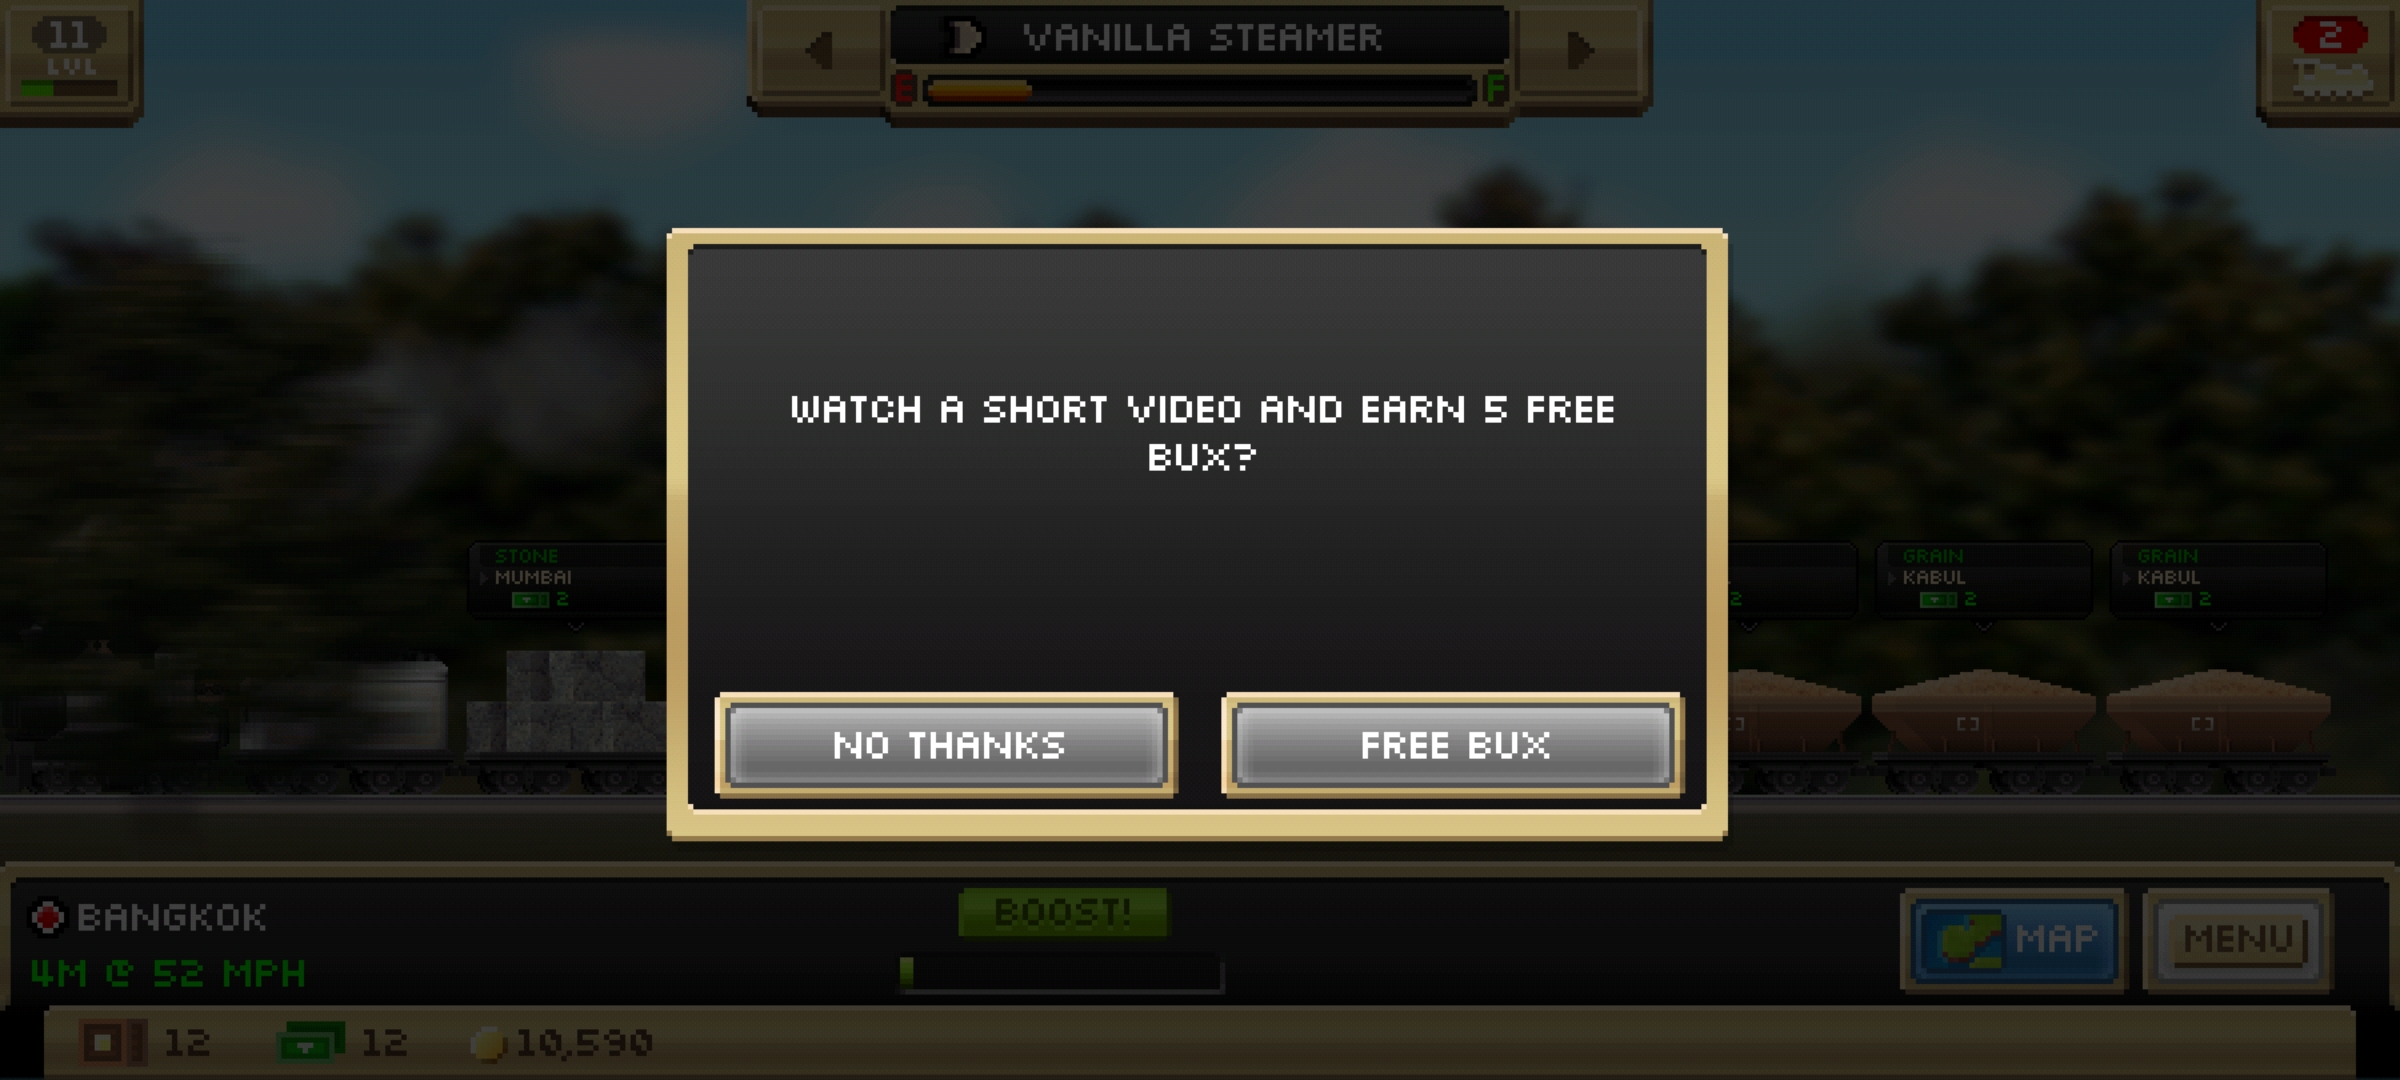 11
LVL
VANILLA STEAMER
E
F
2
WATCH A SHORT VIDEO AND EARN 5 FREE
BUX?
NO THANKS
FREE BUX
STONE
MUMBAI
2
2
GRAIN
KABUL
2
GRAIN
KABUL
2
BANGKOK
4M @ 52 MPH
BOOST!
MAP
MENU
12
12
10,590